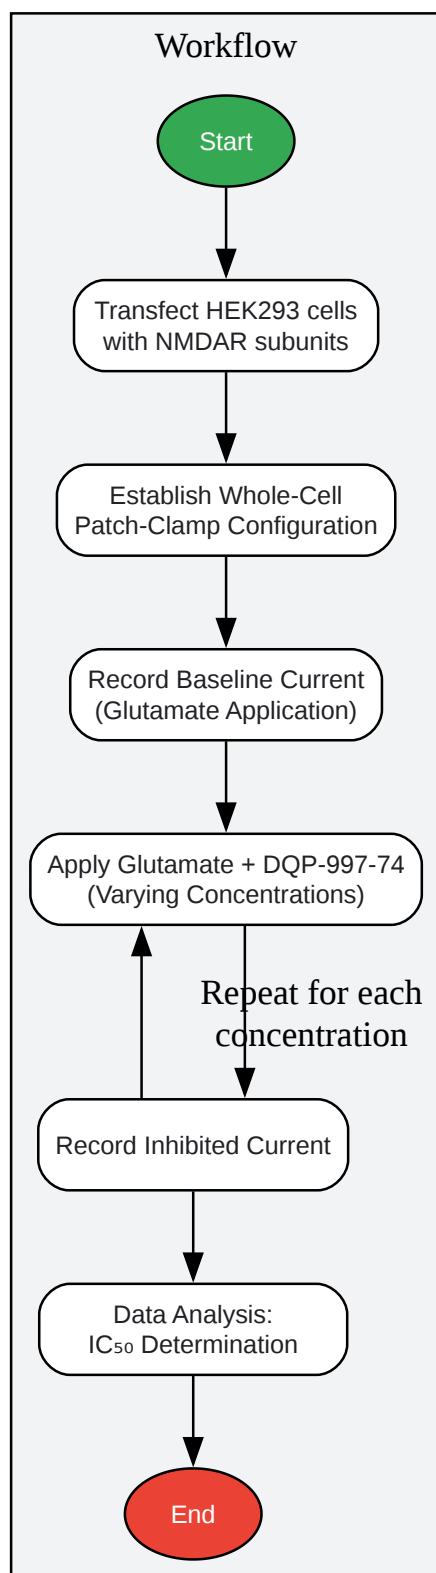 Workflow
Start
Transfect HEK293 cells
with NMDAR subunits
Establish Whole-Cell
Patch-Clamp Configuration
Record Baseline Current
(Glutamate Application)
Apply Glutamate + DQP-997-74
(Varying Concentrations)
Repeat for each
concentration
Record Inhibited Current
Data Analysis:
IC₅₀ Determination
End